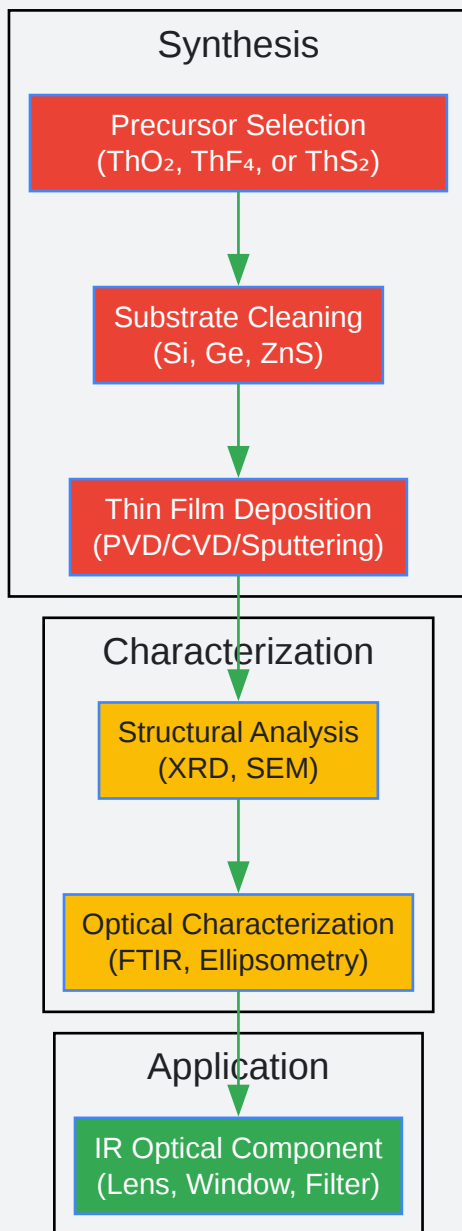 Synthesis
Precursor Selection
(ThO₂, ThF₄, or ThS₂)
Substrate Cleaning
(Si, Ge, ZnS)
Thin Film Deposition
(PVD/CVD/Sputtering)
Characterization
Structural Analysis
(XRD, SEM)
Optical Characterization
(FTIR, Ellipsometry)
Application
IR Optical Component
(Lens, Window, Filter)